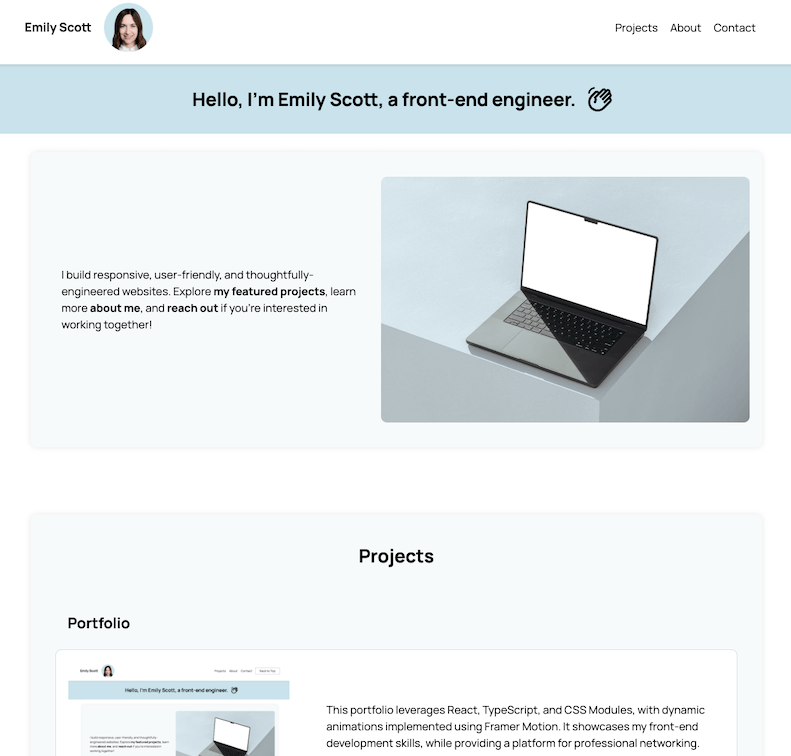 Emily Scott
Projects About Contact
Hello, I'm Emily Scott, a front-end engineer.
I build responsive, user-friendly, and thoughtfully-
engineered websites. Explore my featured projects, learn
more about me, and reach out if you're interested in
working together!
Projects
Portfolio
Emily Scott
Projects About Contact Back to Top
Hello, I'm Emily Scott, a front-end engineer.
I build responsive, user-friendly, and thoughtfully-
engineered websites. Explore my featured projects, learn
more about me, and reach out if you're interested in
working together!
This portfolio leverages React, TypeScript, and CSS Modules, with dynamic
animations implemented using Framer Motion. It showcases my front-end
development skills, while providing a platform for professional networking.